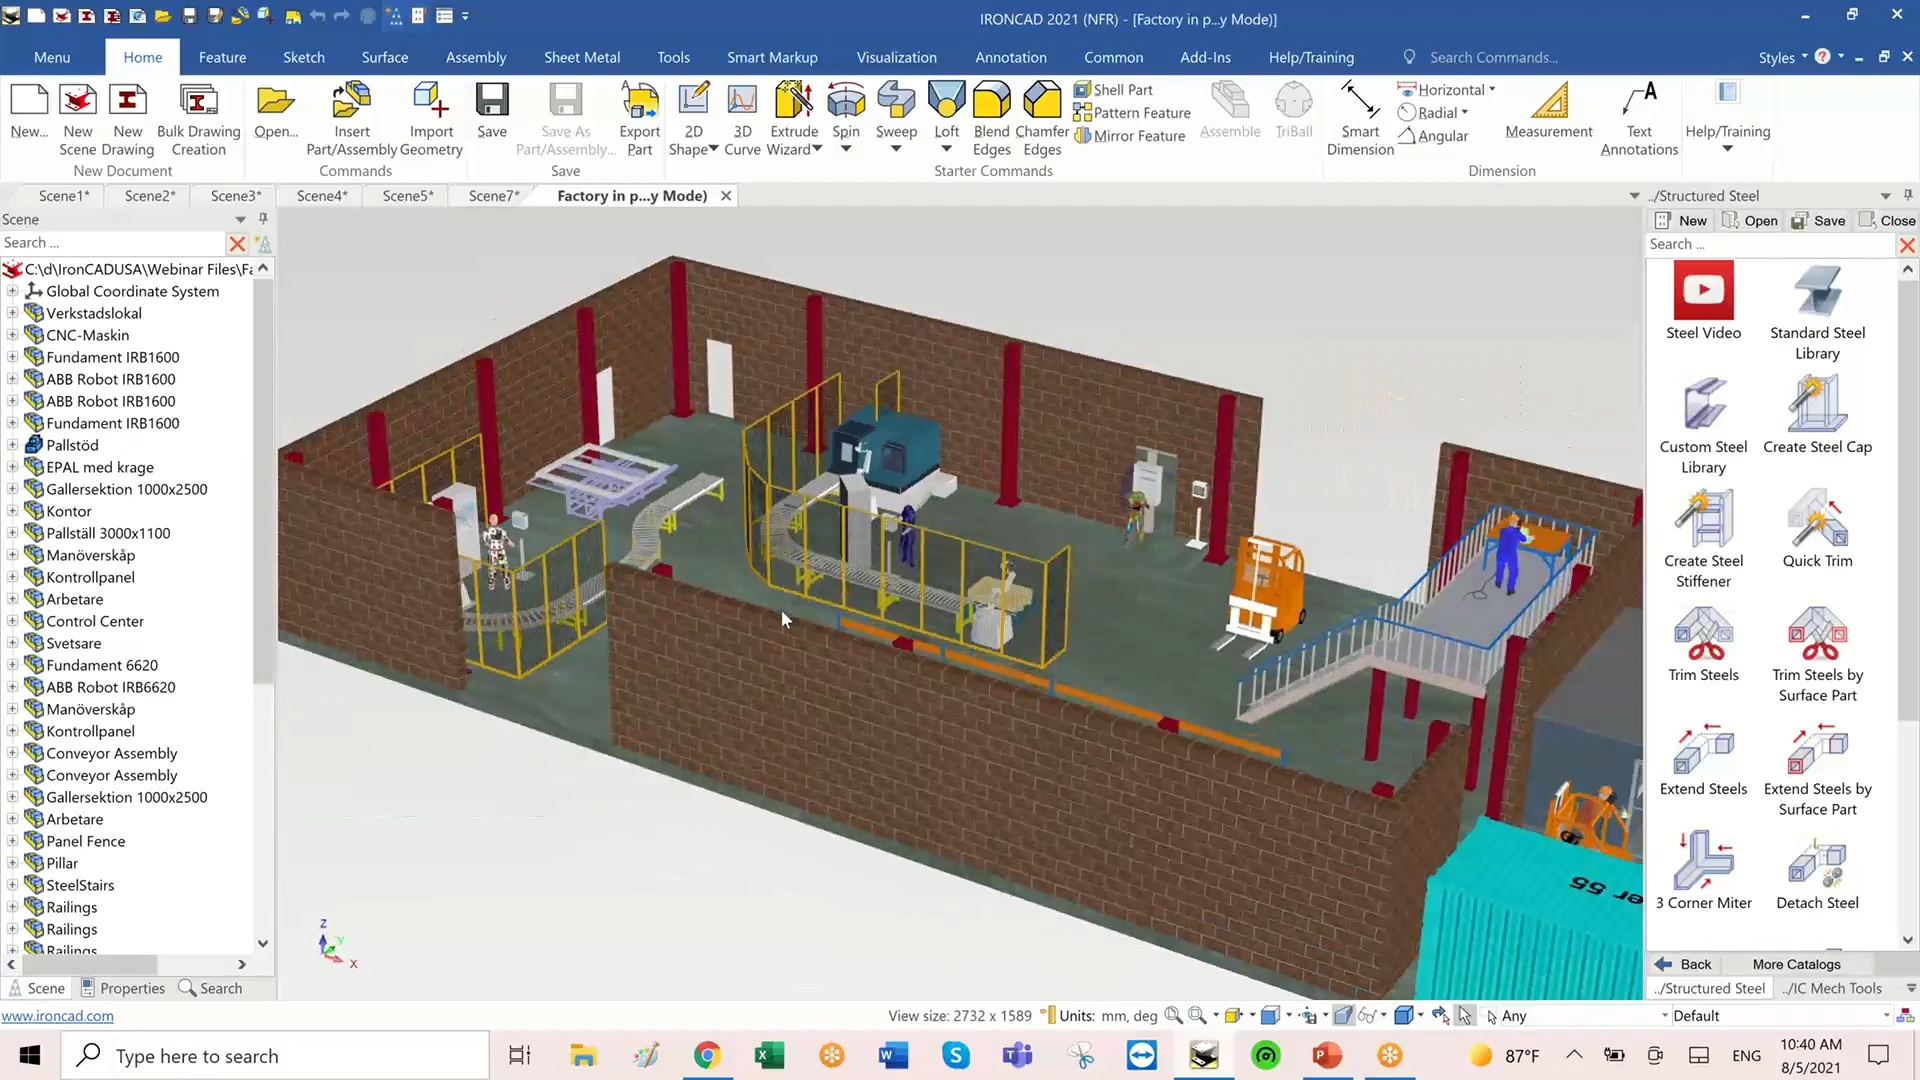 IRONCAD 2021 (NFR) - [Factory in p...y Mode)]
Menu Home Feature Sketch Surface Assembly Sheet Metal Tools Smart Markup Visualization Annotation Common Add-Ins Help/Training Search Commands... Styles
New...
New Scene
New Drawing
Bulk Drawing Creation
New Document
Open...
Insert Part/Assembly
Import Geometry
Commands
Save
Save As Part/Assembly...
Export Part
Save
2D Shape
3D Curve
Extrude Wizard
Spin
Sweep
Loft
Blend Edges
Chamfer Edges
Shell Part
Pattern Feature
Mirror Feature
Assemble
TriBall
Starter Commands
Smart Dimension
Horizontal
Radial
Angular
Measurement
A
Text Annotations
Dimension
Help/Training
Scene1* Scene2* Scene3* Scene4* Scene5* Scene7* Factory in p...y Mode)
Scene
Search ...
C:\d\IronCADUSA\Webinar Files\Fa
Global Coordinate System
Verkstadslokal
CNC-Maskin
Fundament IRB1600
ABB Robot IRB1600
ABB Robot IRB1600
Fundament IRB1600
Pallstöd
EPAL med krage
Gallersektion 1000x2500
Kontor
Pallställ 3000x1100
Manöverskåp
Kontrollpanel
Arbetare
Control Center
Svetsare
Fundament 6620
ABB Robot IRB6620
Manöverskåp
Kontrollpanel
Conveyor Assembly
Conveyor Assembly
Gallersektion 1000x2500
Arbetare
Panel Fence
Pillar
SteelStairs
Railings
Railings
Railings
Scene Properties Search
Z
Y
X
../Structured Steel
New Open Save Close
Search ...
Steel Video
Standard Steel Library
Custom Steel Library
Create Steel Cap
Create Steel Stiffener
Quick Trim
Trim Steels
Trim Steels by Surface Part
Extend Steels
Extend Steels by Surface Part
3 Corner Miter
Detach Steel
Back More Catalogs
../Structured Steel ../IC Mech Tools
www.ironcad.com
View size: 2732 x 1589 Units: mm, deg Any Default
Type here to search
87°F ENG
10:40 AM
8/5/2021